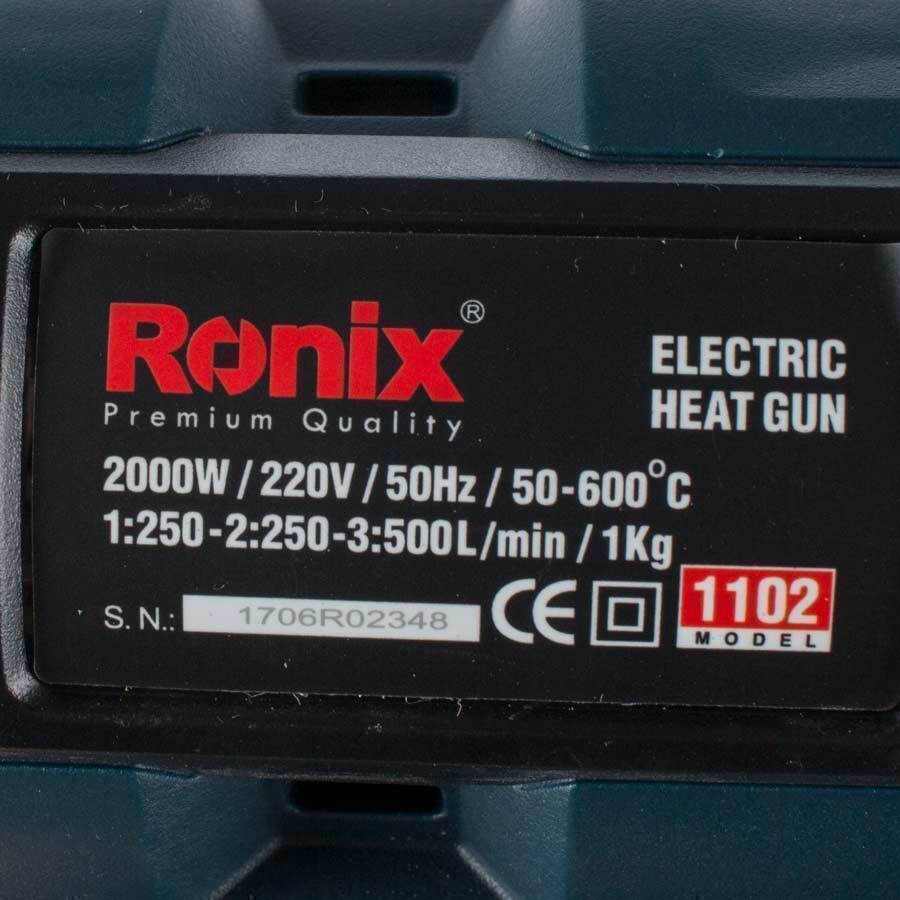 Ronix®
Premium Quality
ELECTRIC
HEAT GUN
2000W / 220V / 50Hz / 50-600°C
1:250-2:250-3:500L/min / 1Kg
S. N.: 1706R02348
CE
1102
MODEL